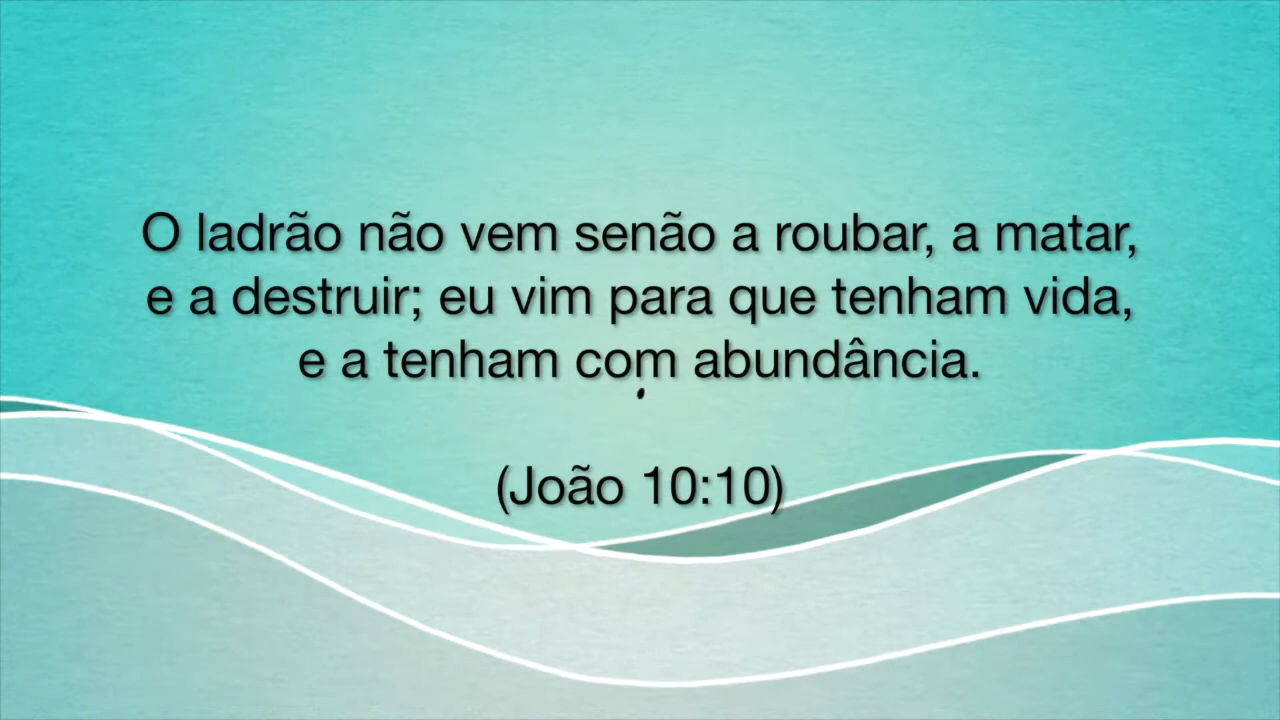 O ladrão não vem senão a roubar, a matar,
e a destruir; eu vim para que tenham vida,
e a tenham com abundância.
(João 10:10)